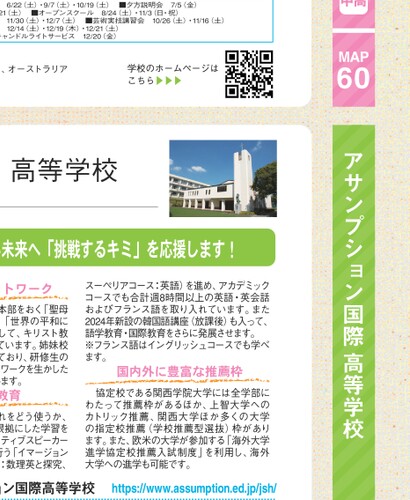 6/22（土）・9/7（土）・10/19（土） ■夕方説明会 7/5（金）
21（土） ■オープンスクール 8/24（土）・11/3（日・祝）
11/30（土）・12/7（土） ■芸術実技講習会 10/26（土）・11/16（土）
12/14（土）・12/19（木）・12/21（土）
ャンドルライトサービス 12/20（金）
、オーストラリア
学校のホームページは
こちら▶▶▶
中高
MAP
60
高等学校
未来へ「挑戦するキミ」を応援します！
トワーク
本部をおく「聖母
「世界の平和に
して、キリスト教
ています。姉妹校
ており、研修生の
ワークを生かした
ます。
教育
れをどう使うか、
根拠にした学習を
ティブスピーカー
行う「イマージョン
：数理英と探究、
スーペリアコース：英語）を進め、アカデミック
コースでも合計週8時間以上の英語・英会話
およびフランス語を取り入れています。また
2024年新設の韓国語講座（放課後）も入って、
語学教育・国際教育をさらに発展させます。
※フランス語はイングリッシュコースでも学べ
ます。
国内外に豊富な推薦枠
協定校である関西学院大学には全学部に
わたって推薦枠があるほか、上智大学への
カトリック推薦、関西大学ほか多くの大学
の指定校推薦（学校推薦型選抜）枠があり
ます。また、欧米の大学が参加する「海外大学
進学協定校推薦入試制度」を利用し、海外
大学への進学も可能です。
ョン国際高等学校
https://www.assumption.ed.jp/jsh/
アサンプション国際 高等学校